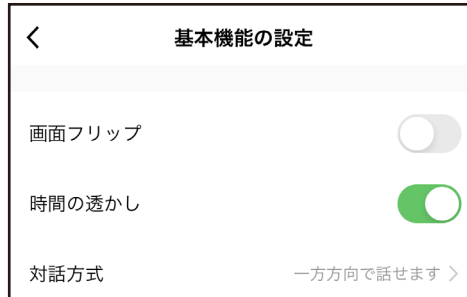 基本機能の設定
画面フリップ
時間の透かし
対話方式 一方方向で話せます